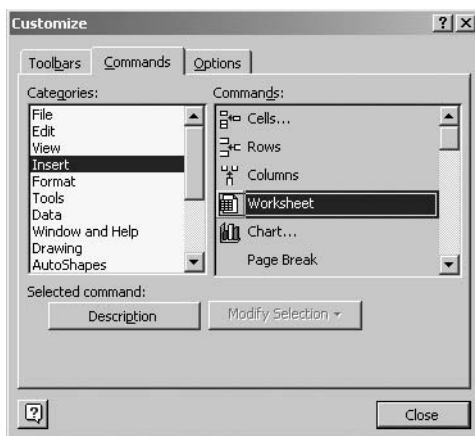 Customize
Toolbars Commands Options
Categories:
File
Edit
View
Insert
Format
Tools
Data
Window and Help
Drawing
AutoShapes
Commands:
Cells...
Rows
Columns
Worksheet
Chart...
Page Break
Selected command:
Description Modify Selection
Close